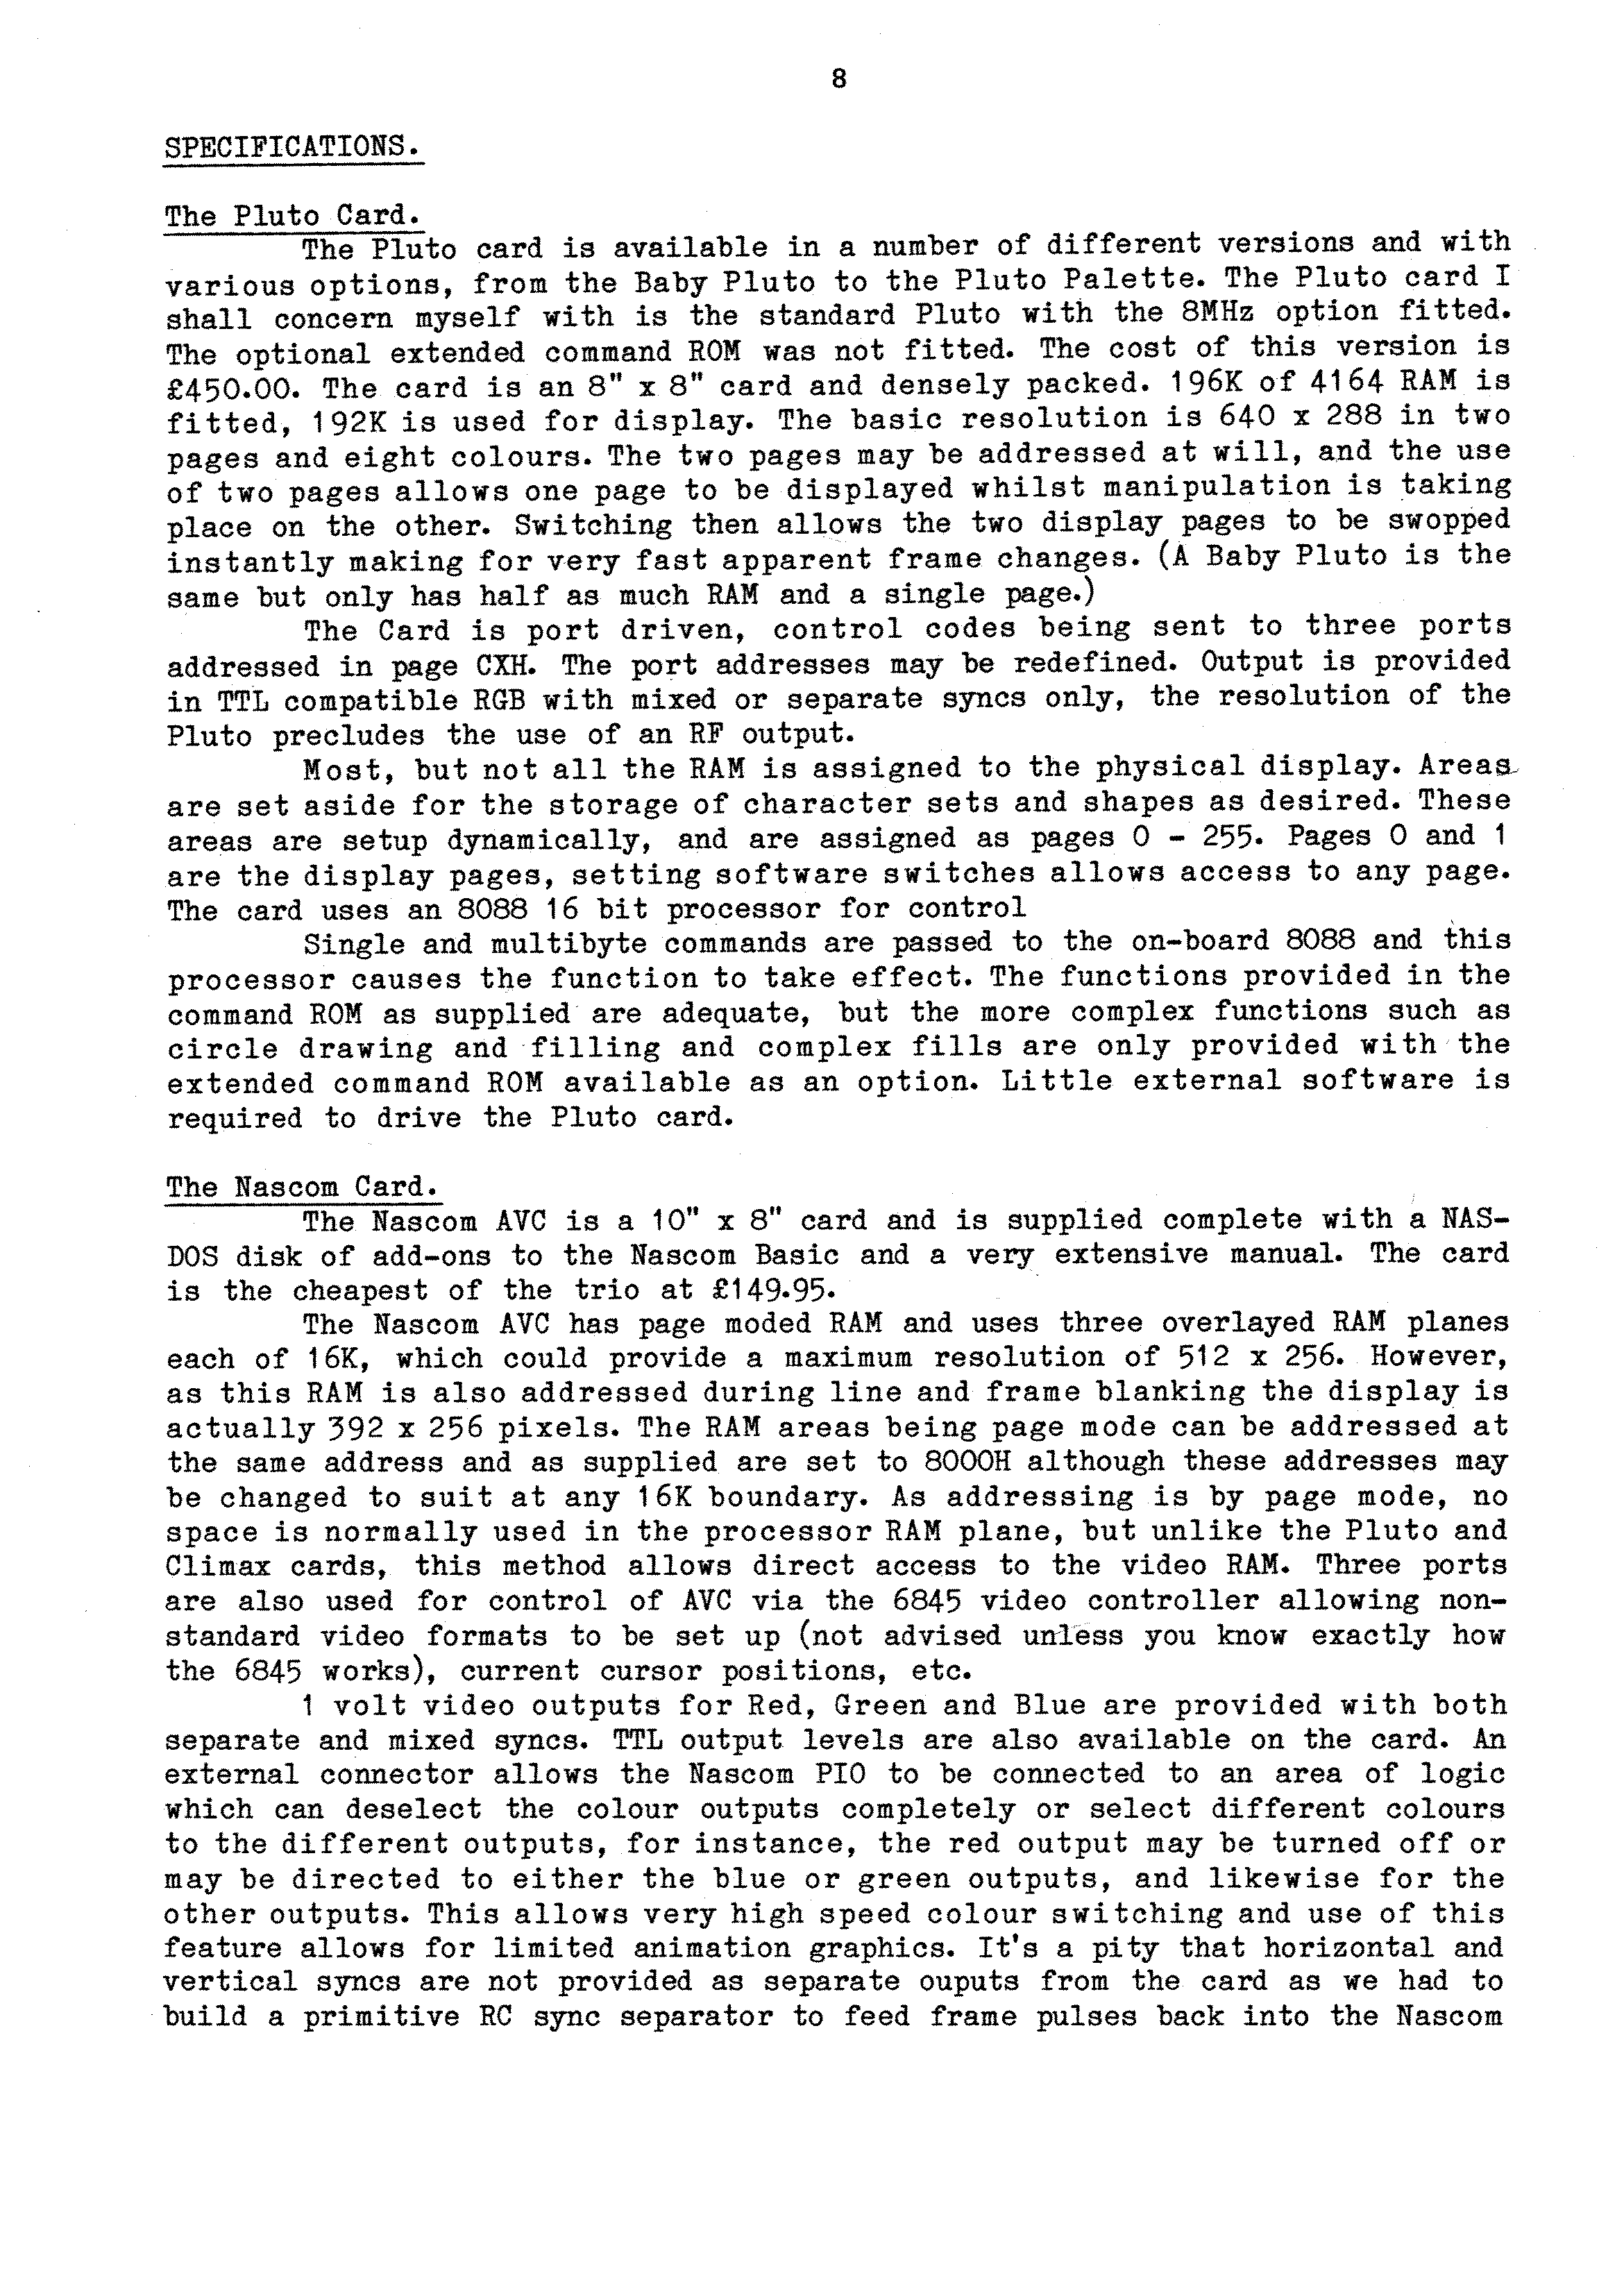 8
SPECIFICATIONS.
The Pluto Card.
The Pluto card is available in a number of different versions and with
various options, from the Baby Pluto to the Pluto Palette. The Pluto card I
shall concern myself with is the standard Pluto with the 8MHz option fitted.
The optional extended command ROM was not fitted. The cost of this version is
£450.00. The card is an 8" x 8" card and densely packed. 196K of 4164 RAM is
fitted, 192K is used for display. The basic resolution is 640 x 288 in two
pages and eight colours. The two pages may be addressed at will, and the use
of two pages allows one page to be displayed whilst manipulation is taking
place on the other. Switching then allows the two display pages to be swopped
instantly making for very fast apparent frame changes. (A Baby Pluto is the
same but only has half as much RAM and a single page.)
The Card is port driven, control codes being sent to three ports
addressed in page CXH. The port addresses may be redefined. Output is provided
in TTL compatible RGB with mixed or separate syncs only, the resolution of the
Pluto precludes the use of an RF output.
Most, but not all the RAM is assigned to the physical display. Areas
are set aside for the storage of character sets and shapes as desired. These
areas are setup dynamically, and are assigned as pages 0 - 255. Pages 0 and 1
are the display pages, setting software switches allows access to any page.
The card uses an 8088 16 bit processor for control
Single and multibyte commands are passed to the on-board 8088 and this
processor causes the function to take effect. The functions provided in the
command ROM as supplied are adequate, but the more complex functions such as
circle drawing and filling and complex fills are only provided with the
extended command ROM available as an option. Little external software is
required to drive the Pluto card.
The Nascom Card.
The Nascom AVC is a 10" x 8" card and is supplied complete with a NAS-
DOS disk of add-ons to the Nascom Basic and a very extensive manual. The card
is the cheapest of the trio at £149.95.
The Nascom AVC has page moded RAM and uses three overlayed RAM planes
each of 16K, which could provide a maximum resolution of 512 x 256. However,
as this RAM is also addressed during line and frame blanking the display is
actually 392 x 256 pixels. The RAM areas being page mode can be addressed at
the same address and as supplied are set to 8000H although these addresses may
be changed to suit at any 16K boundary. As addressing is by page mode, no
space is normally used in the processor RAM plane, but unlike the Pluto and
Climax cards, this method allows direct access to the video RAM. Three ports
are also used for control of AVC via the 6845 video controller allowing non-
standard video formats to be set up (not advised unless you know exactly how
the 6845 works), current cursor positions, etc.
1 volt video outputs for Red, Green and Blue are provided with both
separate and mixed syncs. TTL output levels are also available on the card. An
external connector allows the Nascom PIO to be connected to an area of logic
which can deselect the colour outputs completely or select different colours
to the different outputs, for instance, the red output may be turned off or
may be directed to either the blue or green outputs, and likewise for the
other outputs. This allows very high speed colour switching and use of this
feature allows for limited animation graphics. It's a pity that horizontal and
vertical syncs are not provided as separate ouputs from the card as we had to
build a primitive RC sync separator to feed frame pulses back into the Nascom